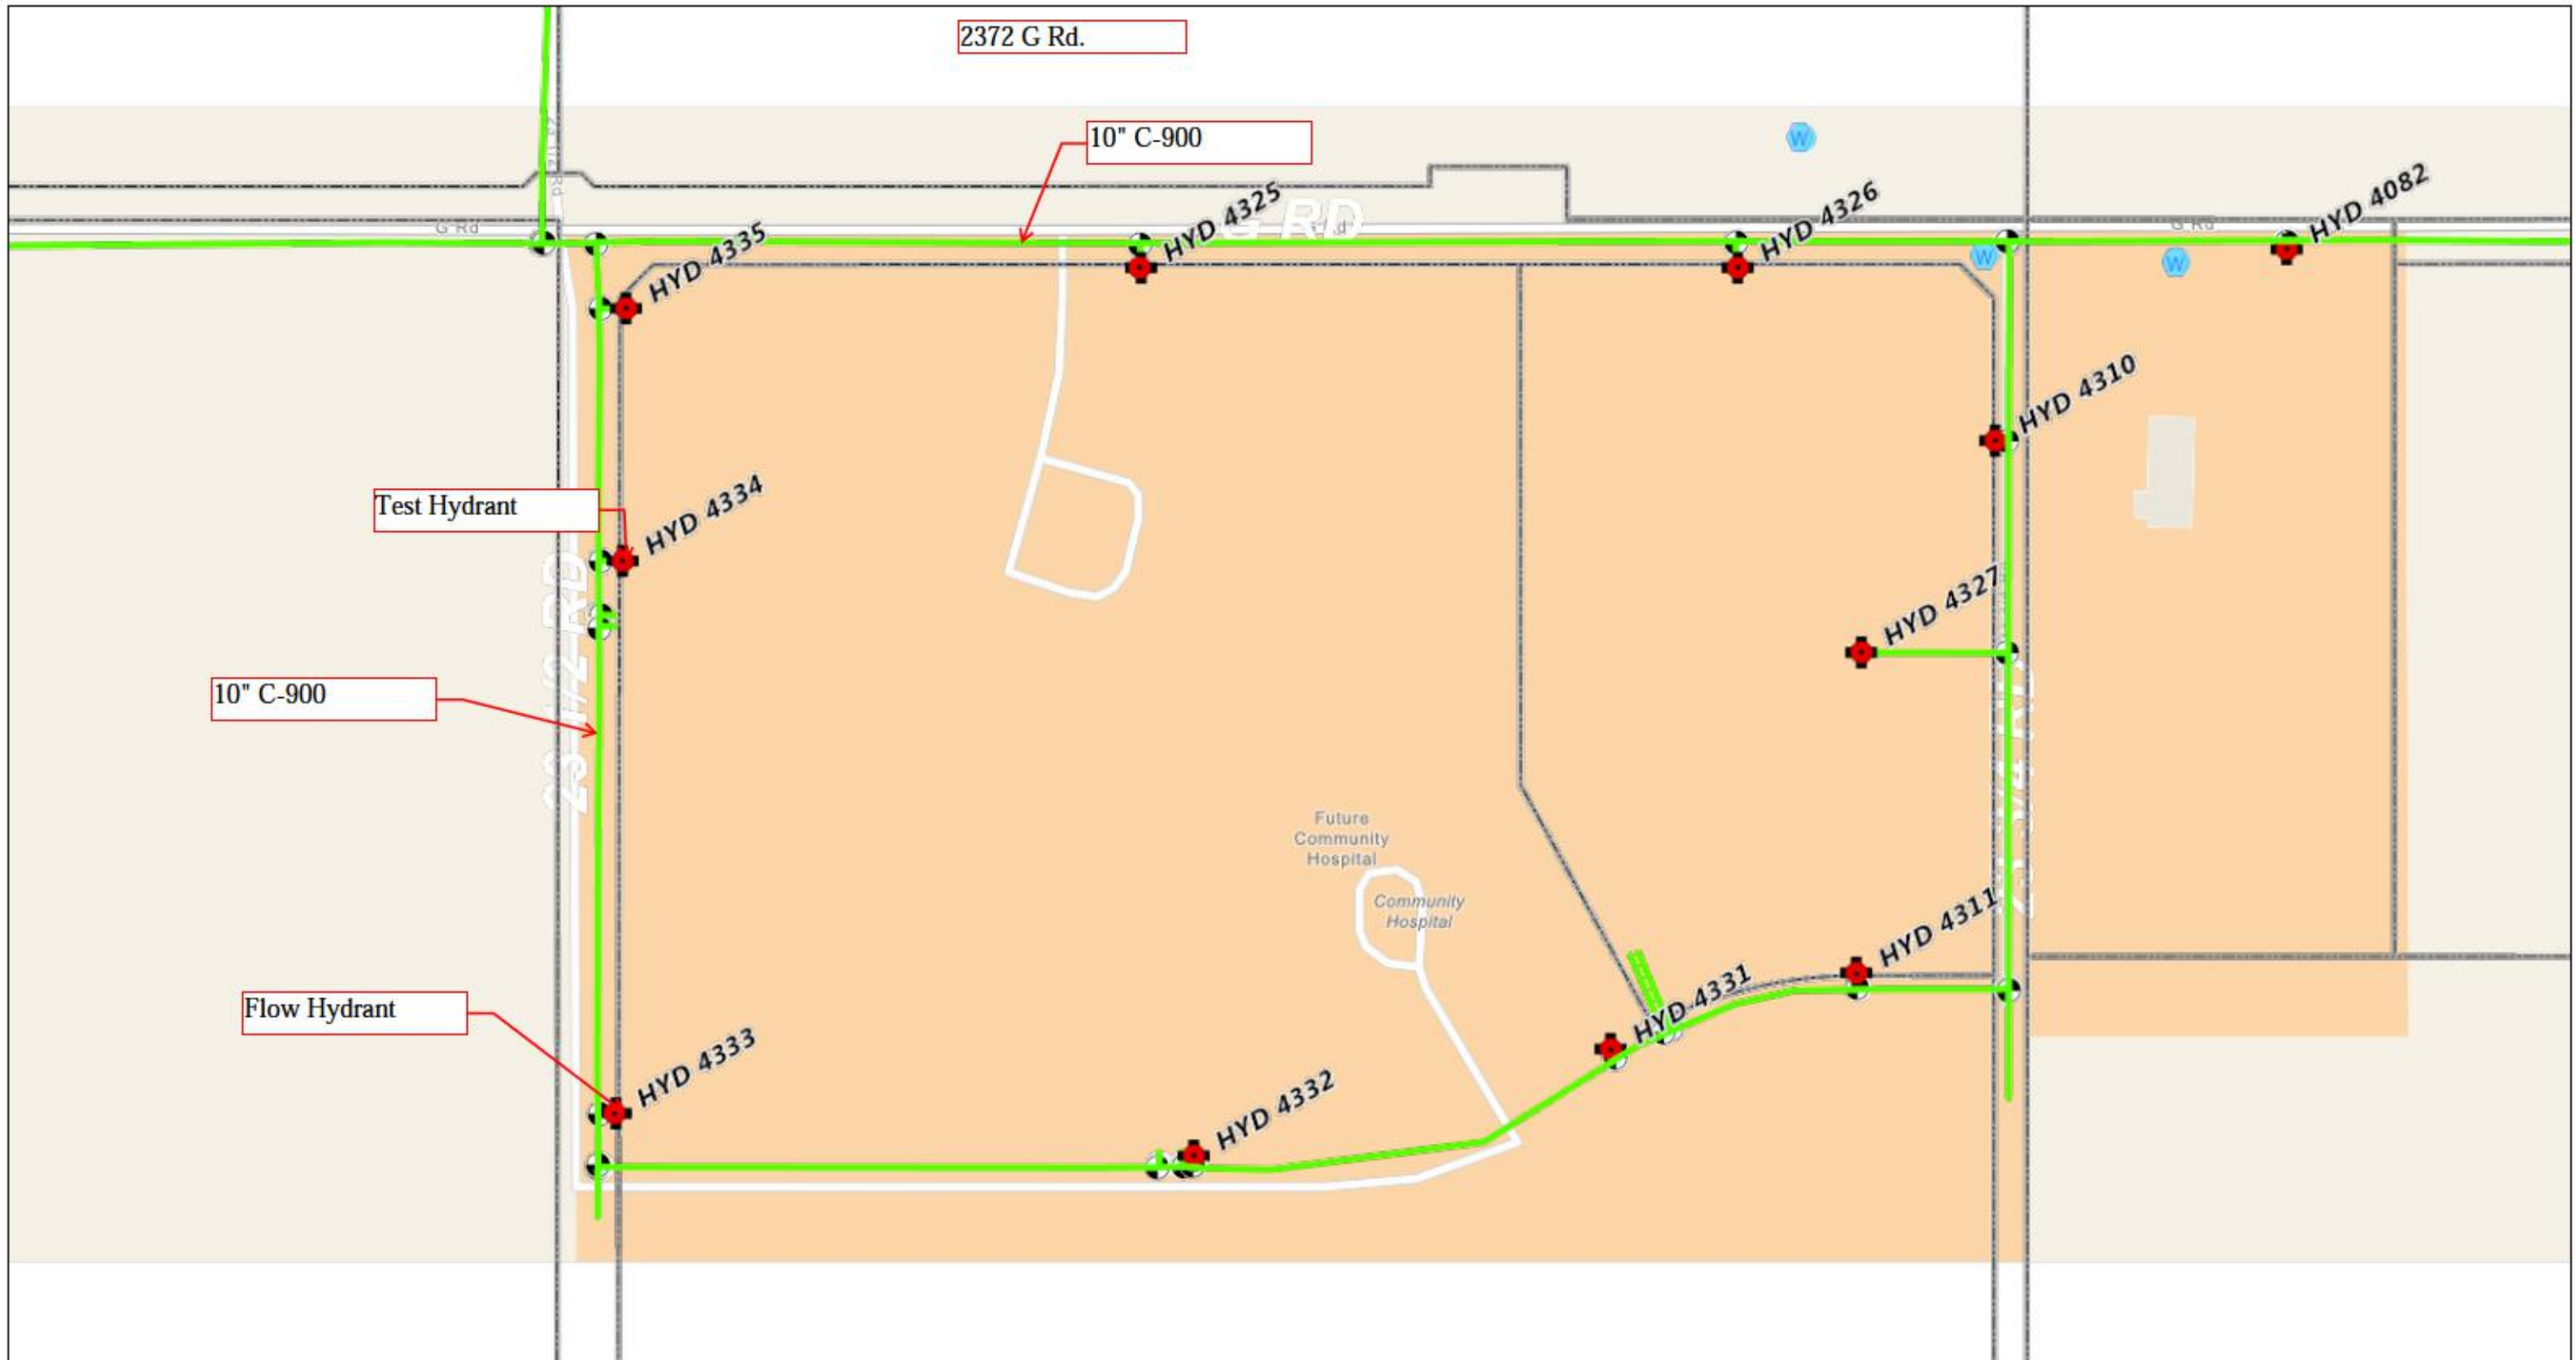 2372 G Rd.
10" C-900
HYD 4325
HYD 4326
HYD 4082
HYD 4335
G Rd
G RD
G Rd
HYD 4310
Test Hydrant
HYD 4334
HYD 4327
10" C-900
23 1/2 RD
Future
Community
Hospital
Community
Hospital
HYD 4311
HYD 4331
Flow Hydrant
HYD 4333
HYD 4332
W
W
W